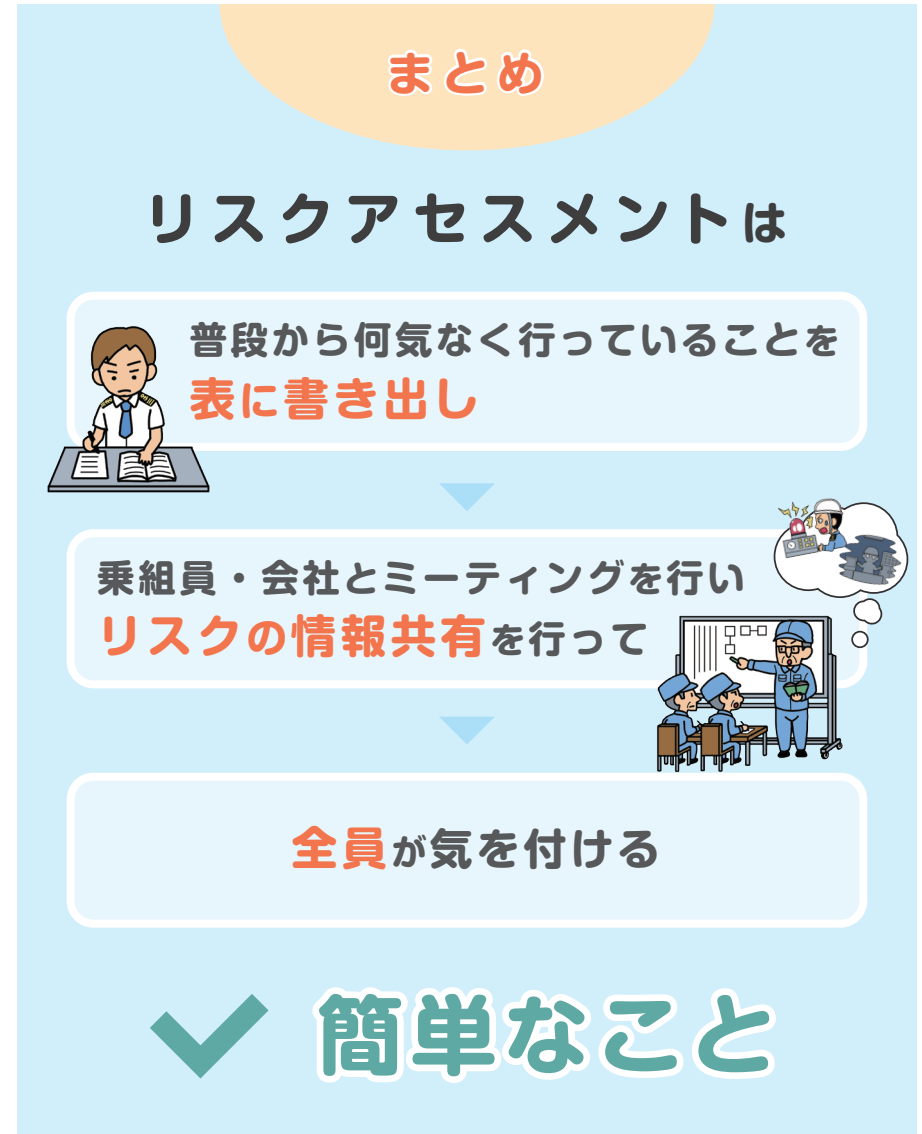 まとめ
リスクアセスメントは
普段から何気なく行っていることを
表に書き出し
乗組員・会社とミーティングを行い
リスクの情報共有を行って
全員が気を付ける
簡単なこと